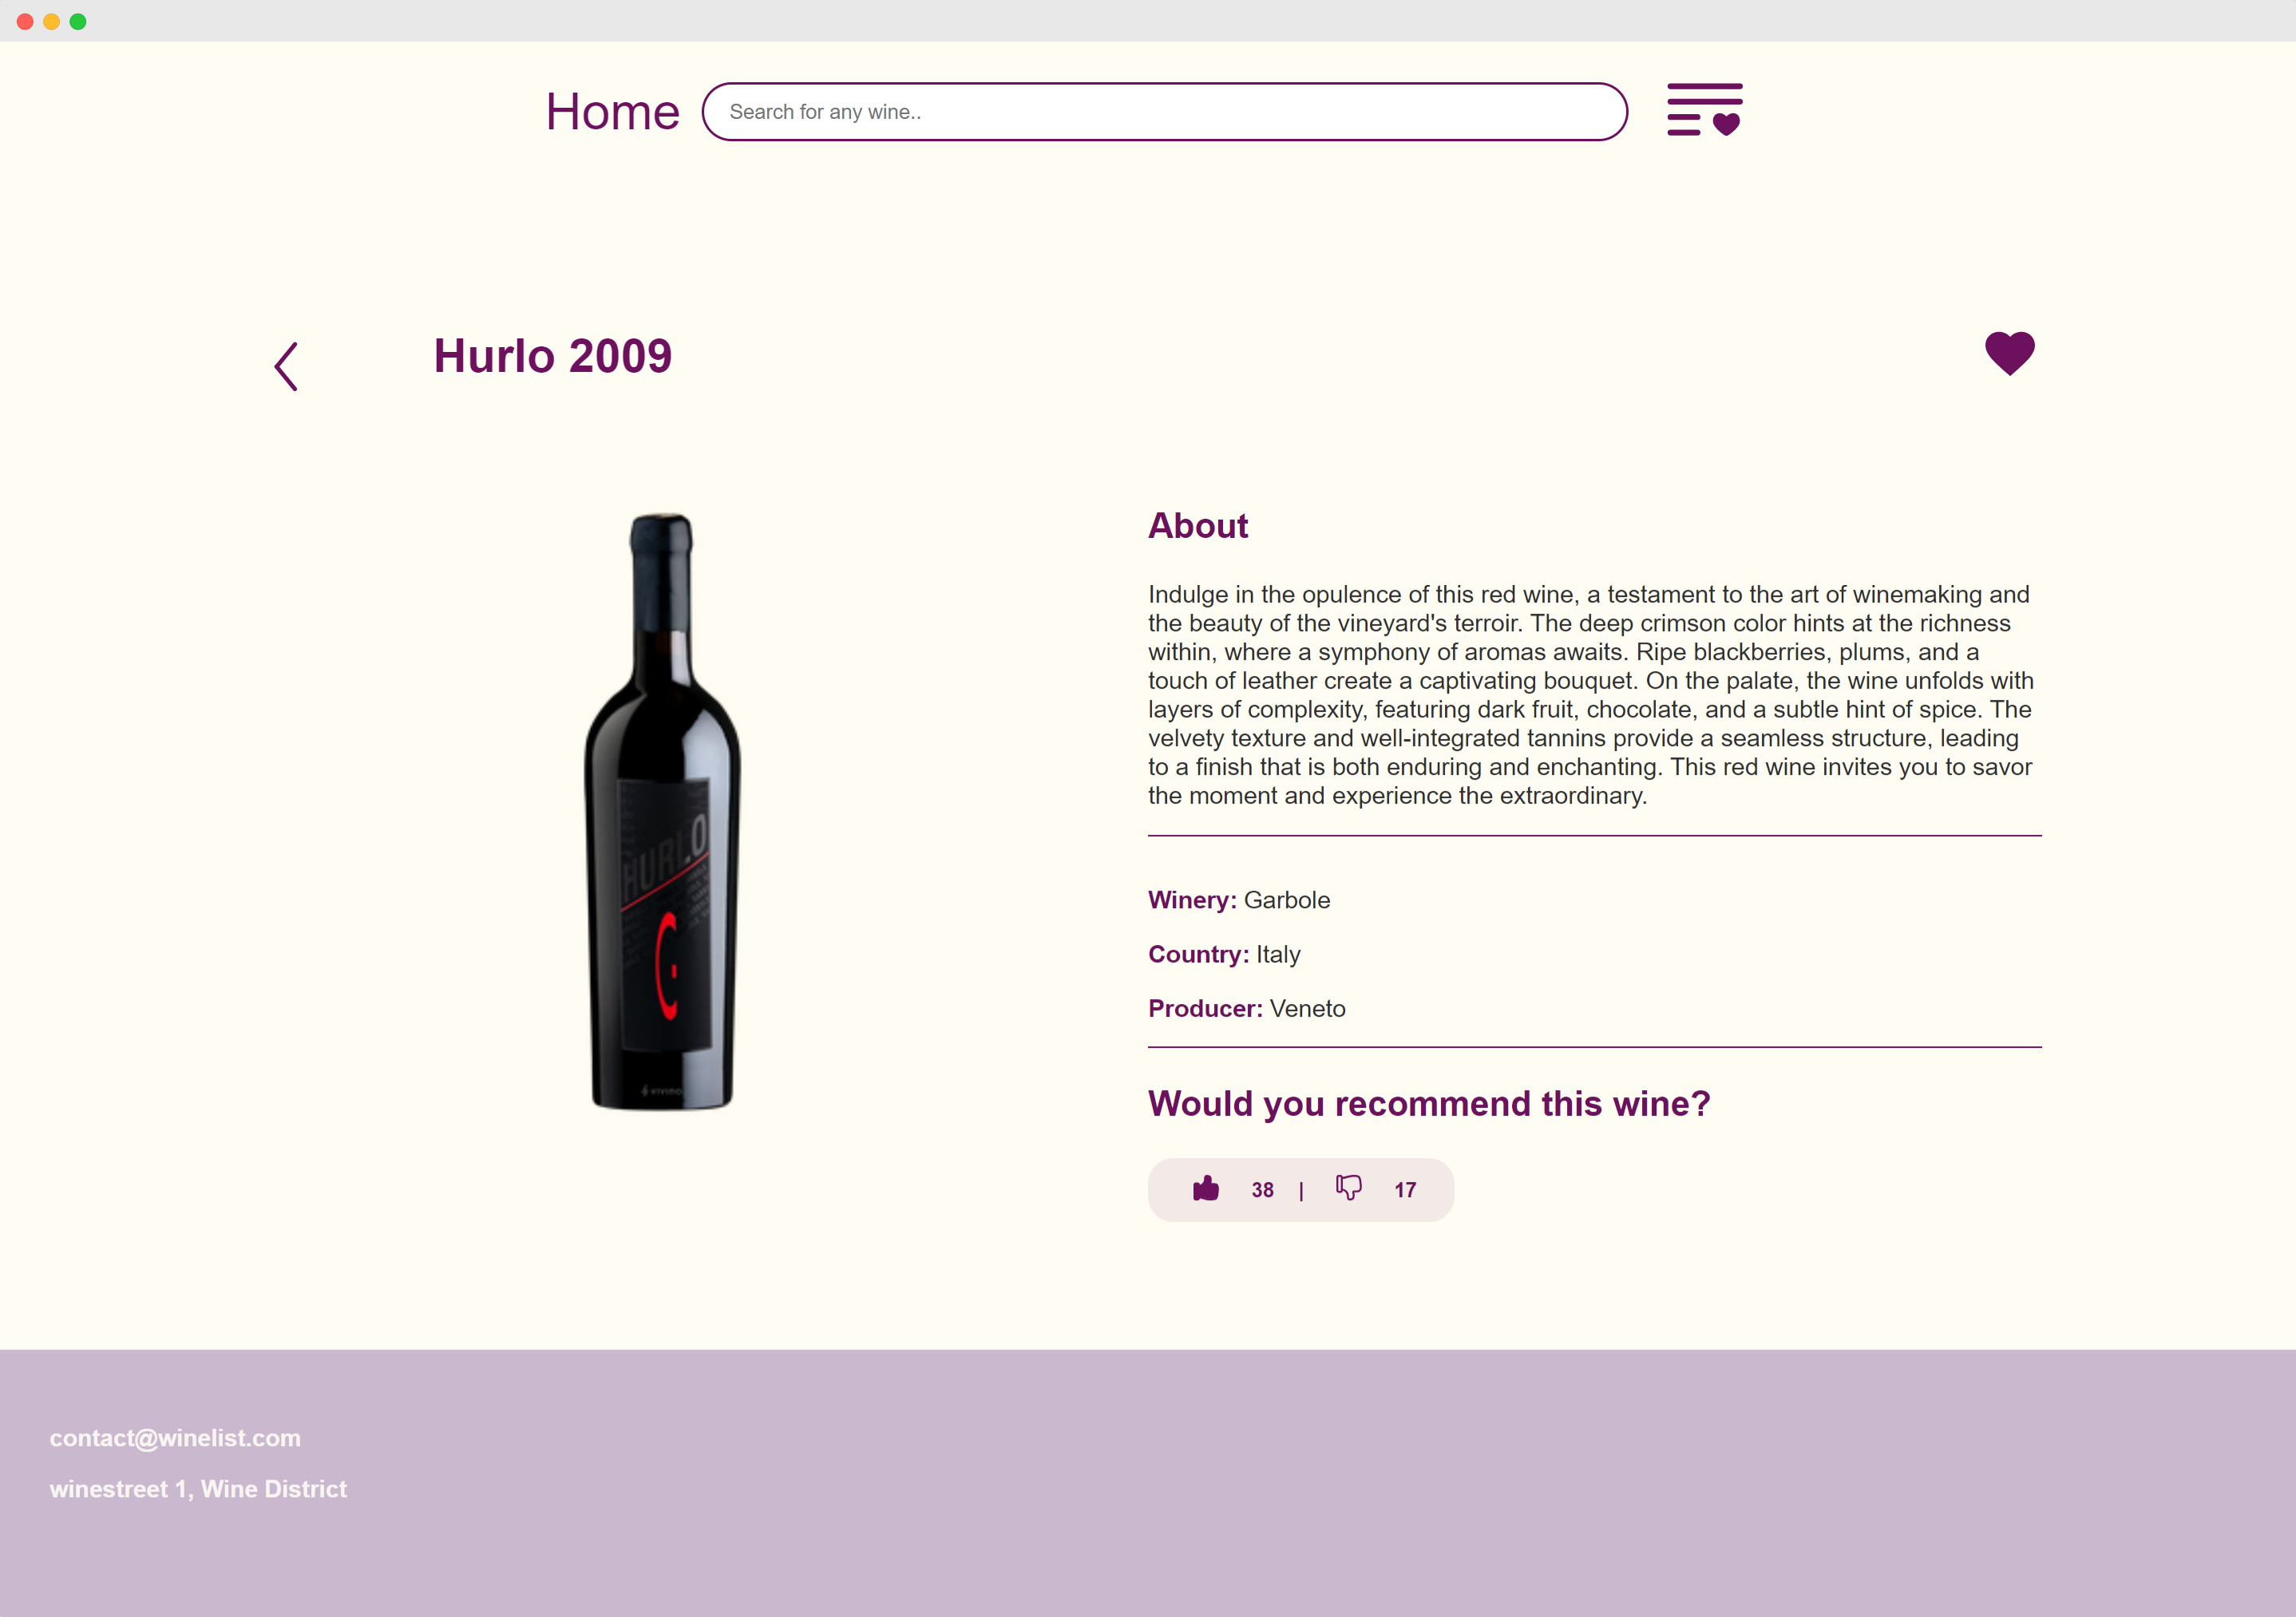 Home
Search for any wine..
Hurlo 2009
About
Indulge in the opulence of this red wine, a testament to the art of winemaking and
the beauty of the vineyard's terroir. The deep crimson color hints at the richness
within, where a symphony of aromas awaits. Ripe blackberries, plums, and a
touch of leather create a captivating bouquet. On the palate, the wine unfolds with
layers of complexity, featuring dark fruit, chocolate, and a subtle hint of spice. The
velvety texture and well-integrated tannins provide a seamless structure, leading
to a finish that is both enduring and enchanting. This red wine invites you to savor
the moment and experience the extraordinary.
HURLO
G
vivino
Winery: Garbole
Country: Italy
Producer: Veneto
Would you recommend this wine?
38 | 17
contact@winelist.com
winestreet 1, Wine District